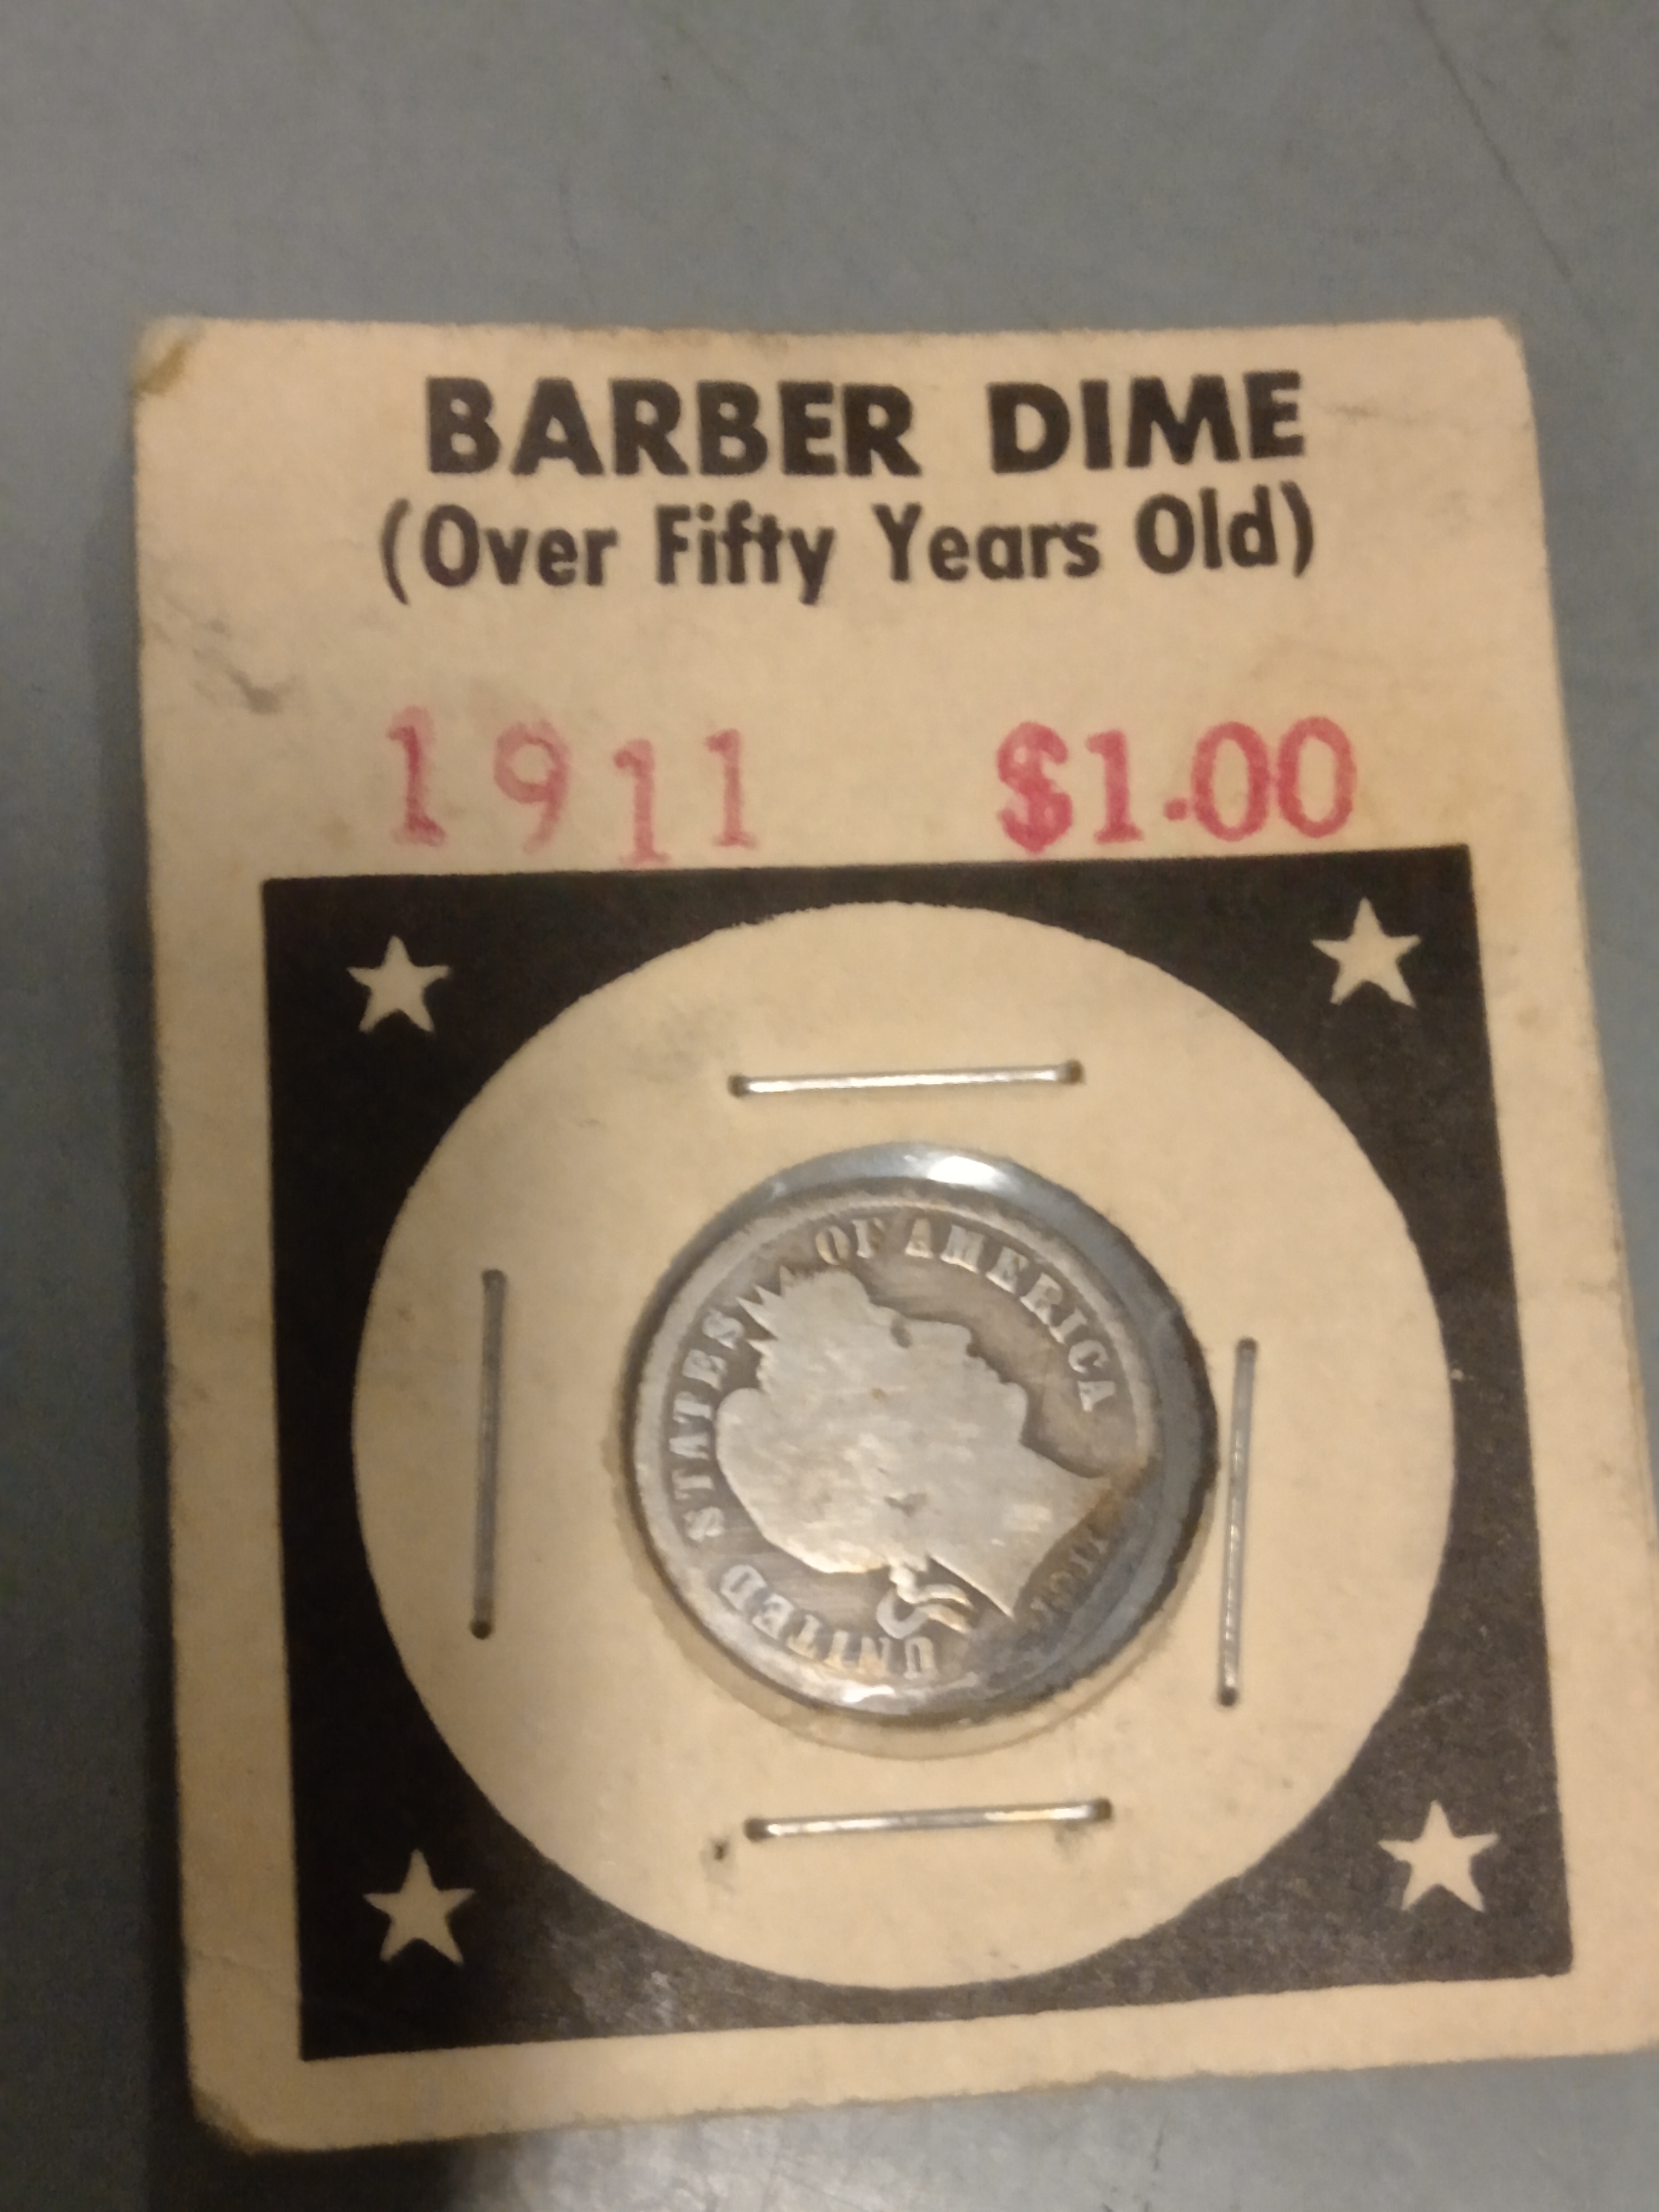 BARBER DIME
(Over Fifty Years Old)
1911 $1.00
UNITED STATES OF AMERICA